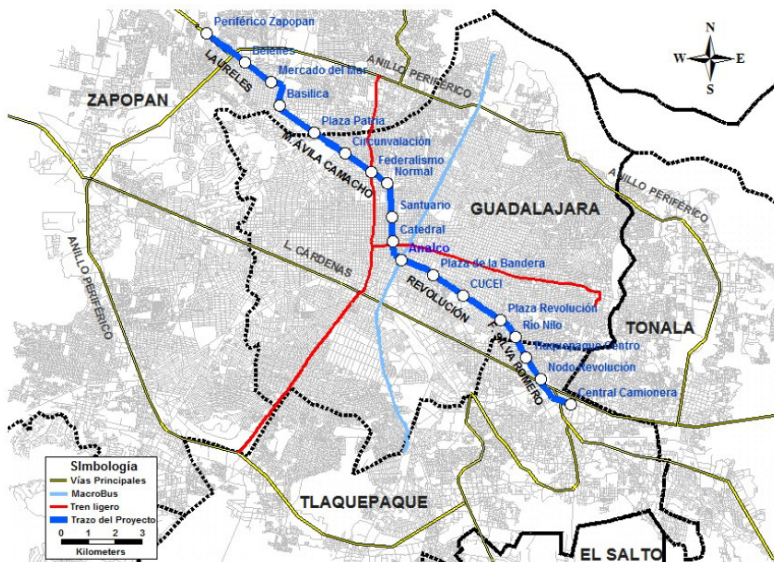 Periférico Zapopan
Belenes
Mercado del Mar
Basílica
Plaza Patria
Circunvalación
Federalismo
Normal
Santuario
Catedral
Analco
Plaza de la Bandera
CUCEI
Plaza Revolución
Río Nilo
Tlaquepaque Centro
Nodo Revolución
Central Camionera
LAURELES
M. ÁVILA CAMACHO
REVOLUCIÓN
F. SILVA ROMERO
L. CÁRDENAS
ANILLO PERIFÉRICO
ANILLO PERIFÉRICO
ANILLO PERIFÉRICO
ZAPOPAN
GUADALAJARA
TONALA
TLAQUEPAQUE
EL SALTO
N
W E
S
SImbología
Vías Principales
MacroBus
Tren ligero
Trazo del Proyecto
0 1 2 3
Kilometers